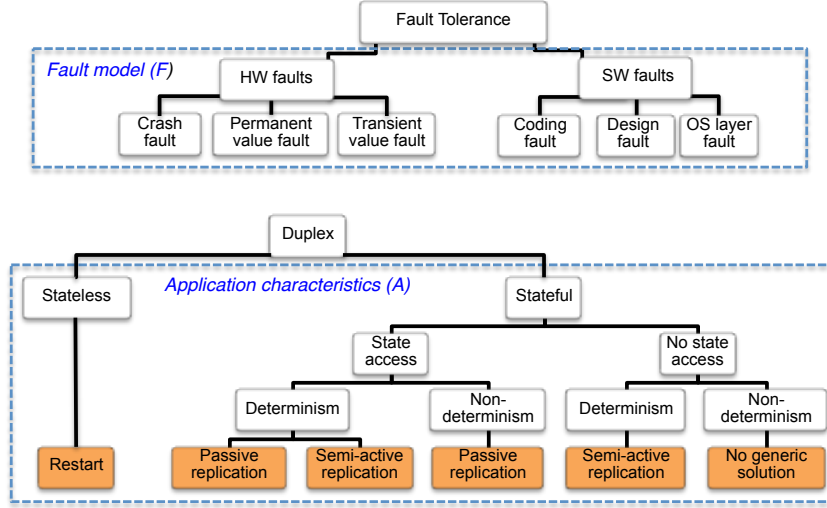 Fault Tolerance
Fault model (F)
HW faults
SW faults
Crash
fault
Permanent
value fault
Transient
value fault
Coding
fault
Design
fault
OS layer
fault
Duplex
Application characteristics (A)
Stateless
Stateful
State
access
No state
access
Determinism
Non-
determinism
Determinism
Non-
determinism
Restart
Passive
replication
Semi-active
replication
Passive
replication
Semi-active
replication
No generic
solution